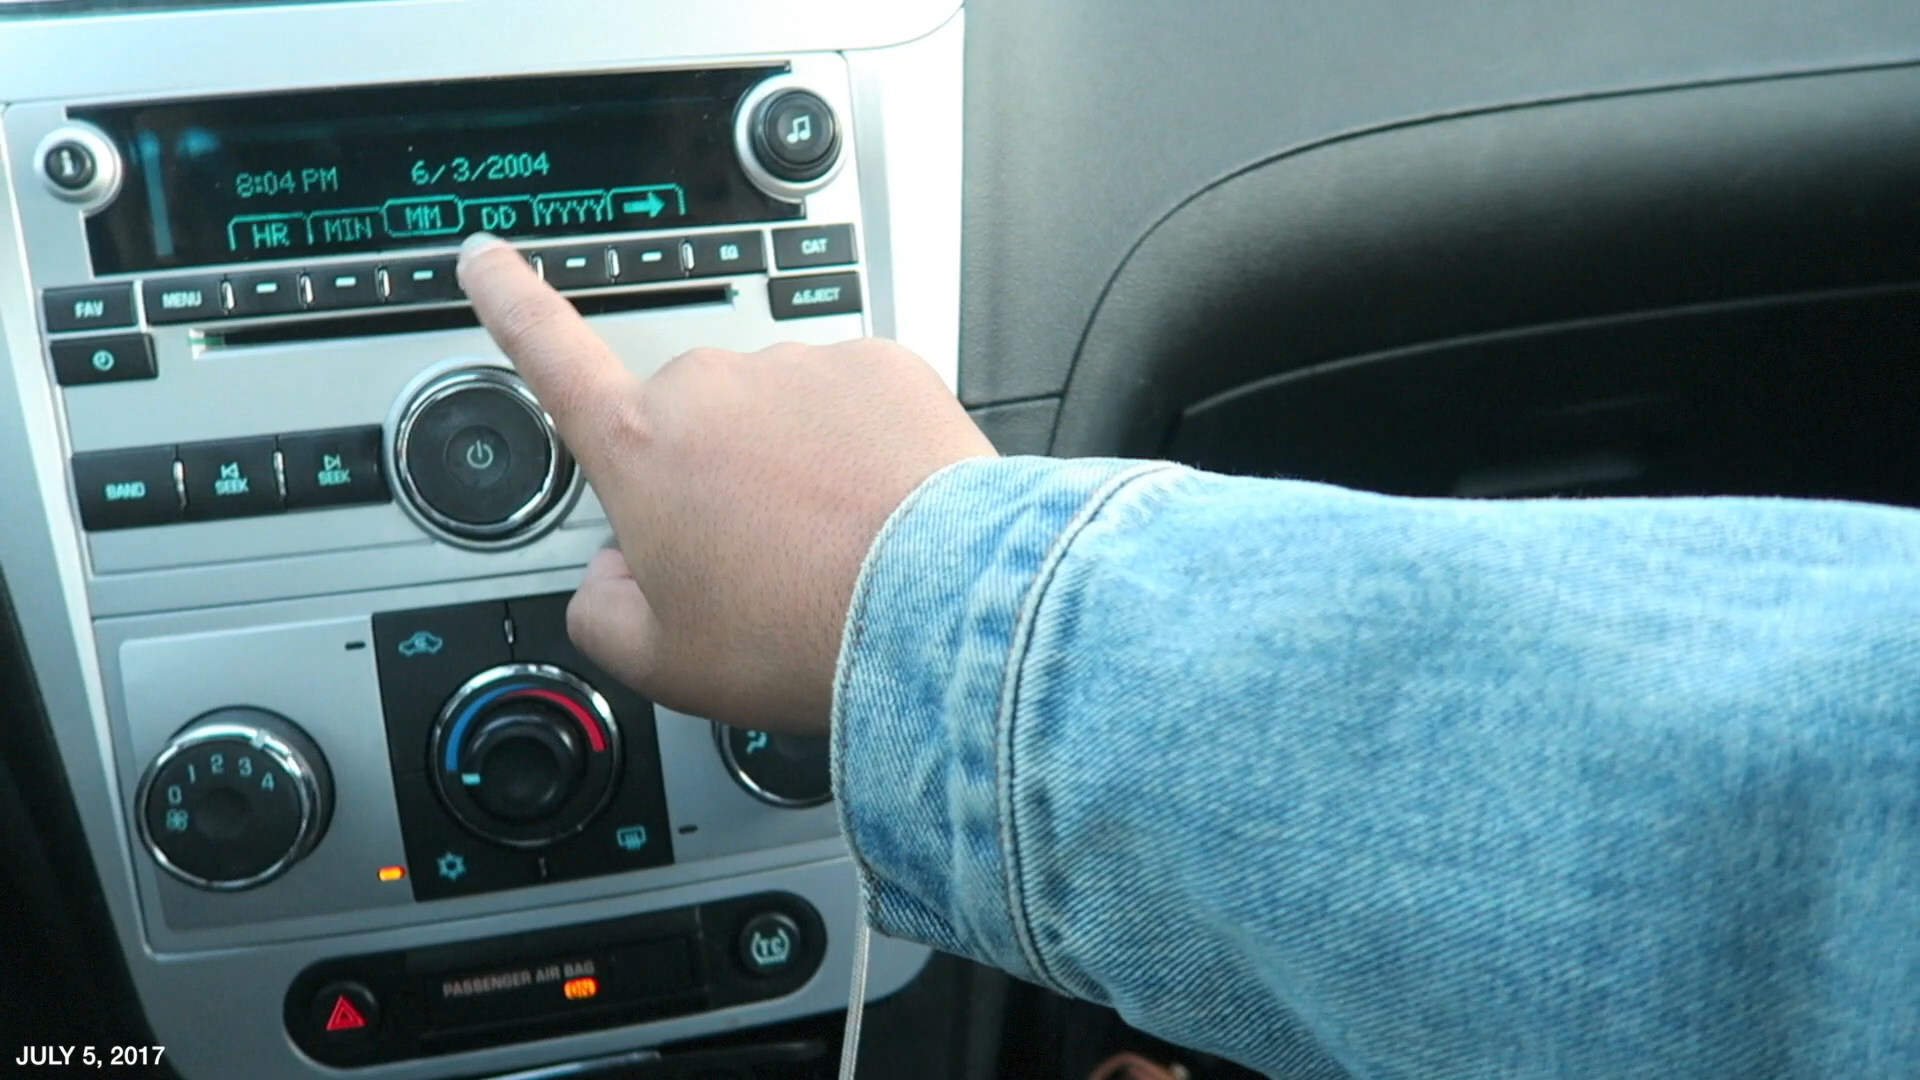 8:04 PM 6/3/2004
HR MIN MM DD YYYY
CAT
MENU EQ
FAV
EJECT
BAND SEEK SEEK
1 2 3 4
0
PASSENGER AIR BAG
ON
TC
JULY 5, 2017